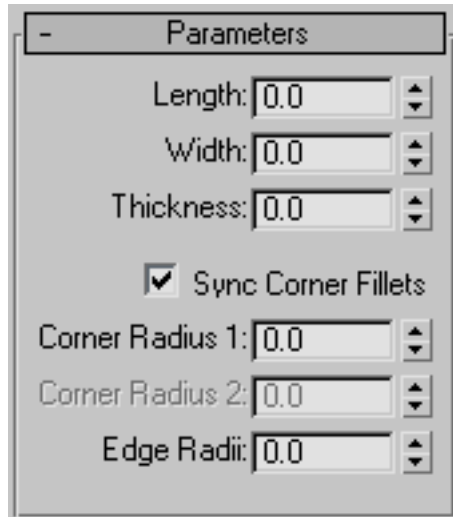 - Parameters
Length: 0.0
Width: 0.0
Thickness: 0.0
Sync Corner Fillets
Corner Radius 1: 0.0
Corner Radius 2: 0.0
Edge Radii: 0.0